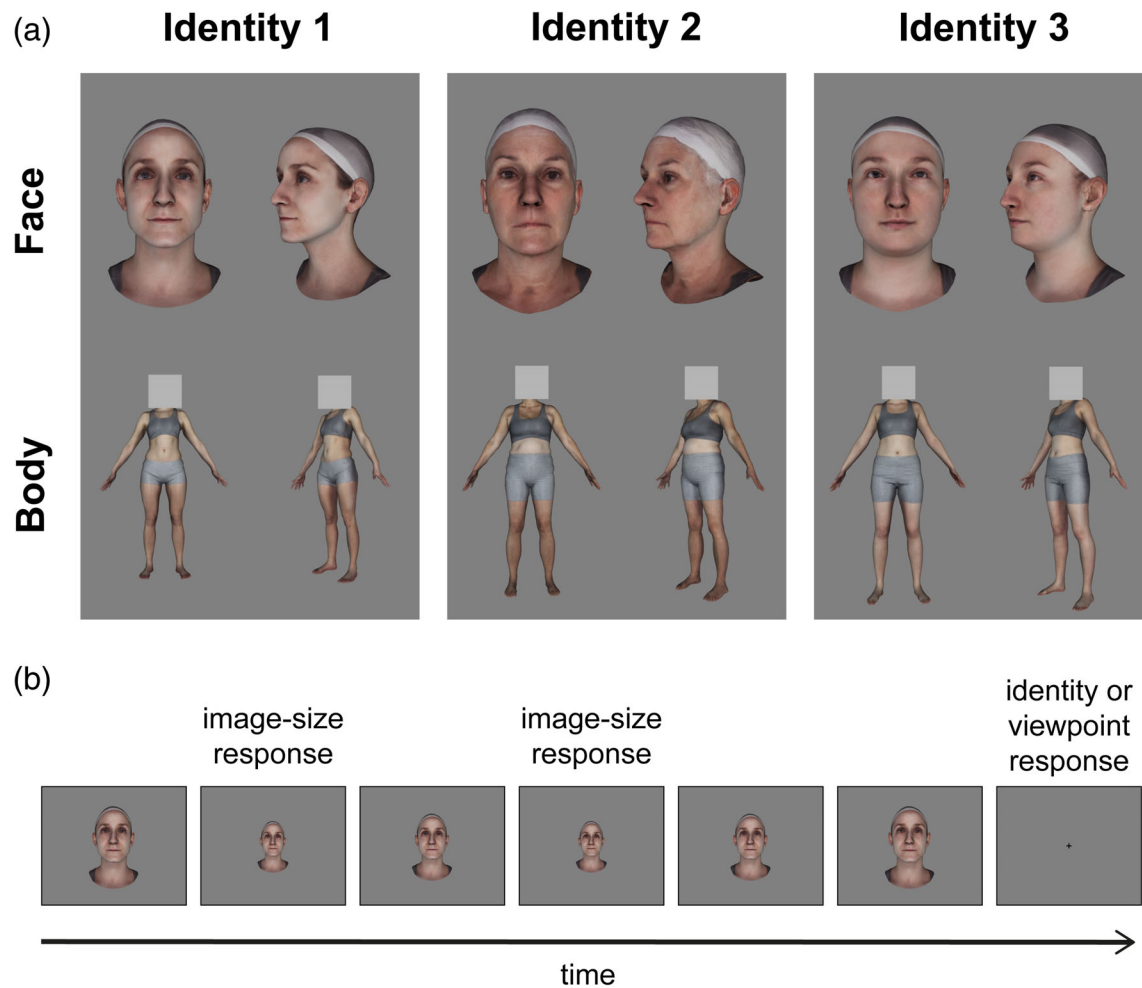 (a)
Identity 1
Identity 2
Identity 3
Face
Body
(b)
image-size
response
image-size
response
identity or
viewpoint
response
time